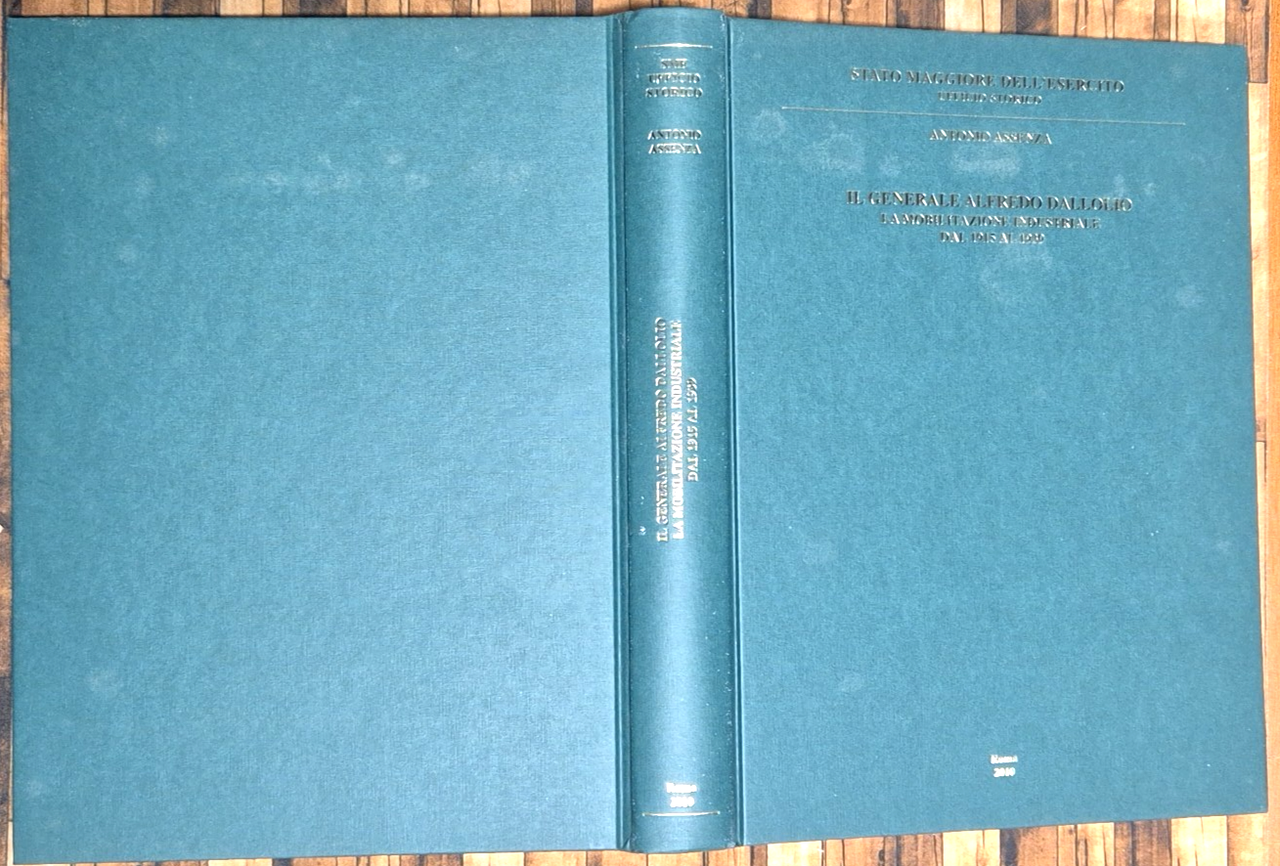 SME
UFFICIO
STORICO
ANTONIO
ASSENZA
IL GENERALE ALFREDO DALLOLIO
LA MOBILITAZIONE INDUSTRIALE
DAL 1915 AL 1939
Roma
2010
STATO MAGGIORE DELL'ESERCITO
UFFICIO STORICO
ANTONIO ASSENZA
IL GENERALE ALFREDO DALLOLIO
LA MOBILITAZIONE INDUSTRIALE
DAL 1915 AL 1939
Roma
2010